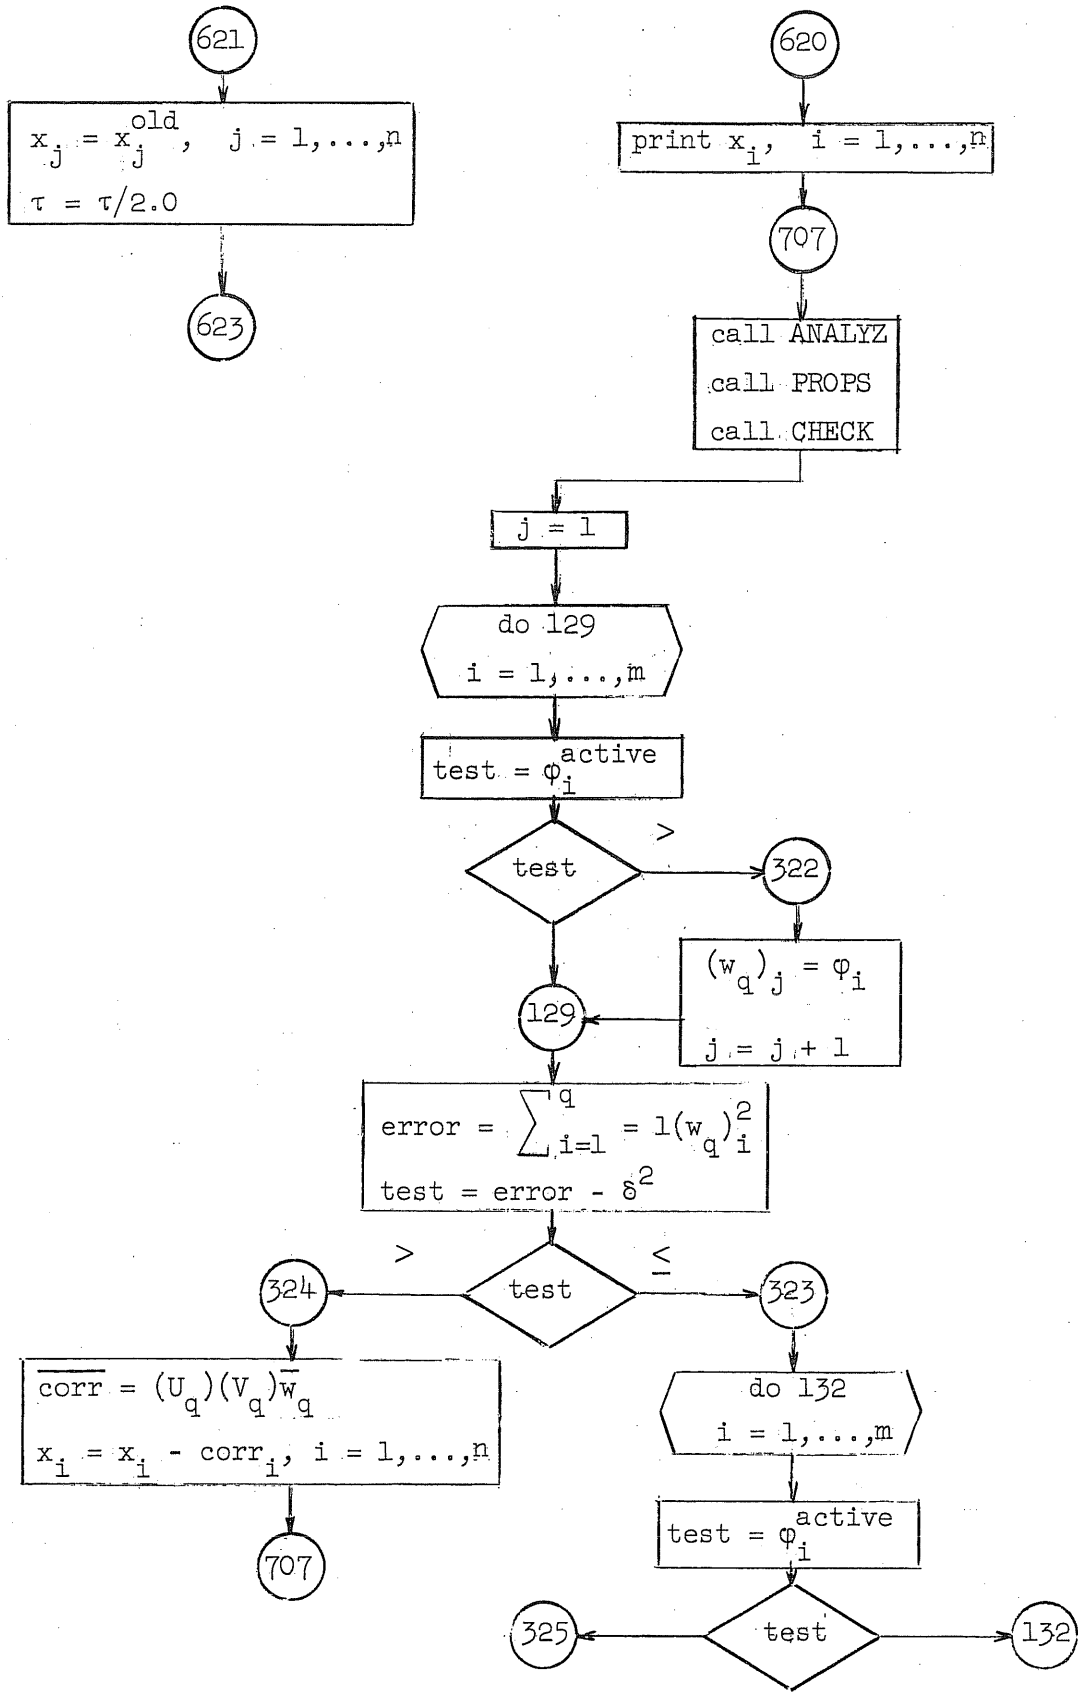 621
x_j = x_j^old, j = 1,...,n
τ = τ/2.0
623
620
print x_i, i = 1,...,n
707
call ANALYZ
call PROPS
call CHECK
j = 1
do 129
i = 1,...,m
test = φ_i^active
test
>
322
(w_q)_j = φ_i
j = j + 1
129
error = ∑_{i=1}^q = 1(w_q)_i^2
test = error - δ^2
test
>
≤
324
corr̅ = (U_q)(V_q)w̅_q
x_i = x_i - corr_i, i = 1,...,n
707
323
do 132
i = 1,...,m
test = φ_i^active
test
325
132